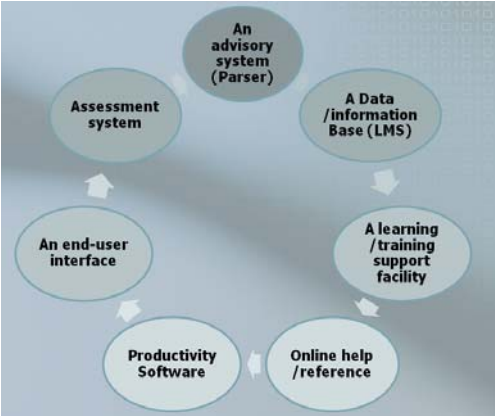 An
advisory
system
(Parser)
A Data
/information
Base (LMS)
A learning
/training
support
facility
Online help
/reference
Productivity
Software
An end-user
interface
Assessment
system